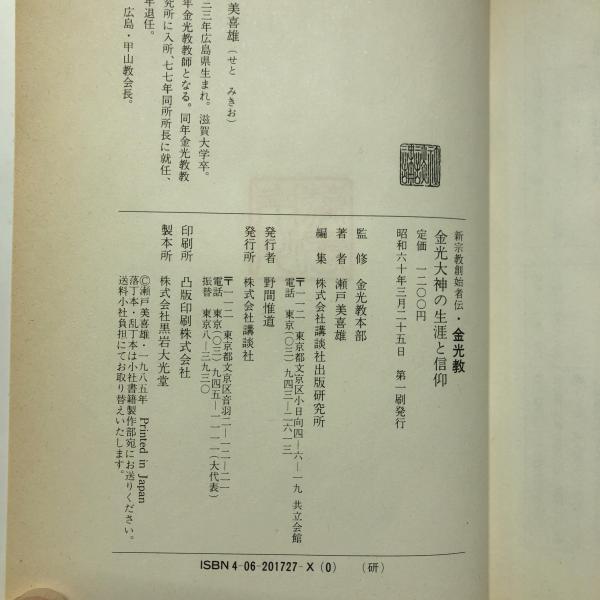 美喜雄(せと みきお)
二三年広島県生まれ。滋賀大学卒。
年金光教教師となる。同年金光教教
究所に入所、七七年同所所長に就任、
年退任。
広島・甲山教会長。
新宗教創始者伝・金光教
金光大神の生涯と信仰
定価 一二〇〇円
昭和六十年三月二十五日 第一刷発行
監修 金光教本部
著者 瀬戸美喜雄
編集 株式会社講談社出版研究所
〒一一二 東京都文京区小日向四—六—一九 共立会館
電話 東京(〇三)九四三—二六一三
発行者 野間惟道
発行所 株式会社講談社
〒一一二 東京都文京区音羽二—一二—二一
電話 東京(〇三)九四五—一一一一(大代表)
振替 東京八—三九三〇
印刷所 凸版印刷株式会社
製本所 株式会社黒岩大光堂
Ⓒ瀬戸美喜雄・一九八五年 Printed in Japan
落丁本・乱丁本は小社書籍製作部宛にお送りください。
送料小社負担にてお取り替えいたします。
ISBN4-06-201727-X (0) (研)